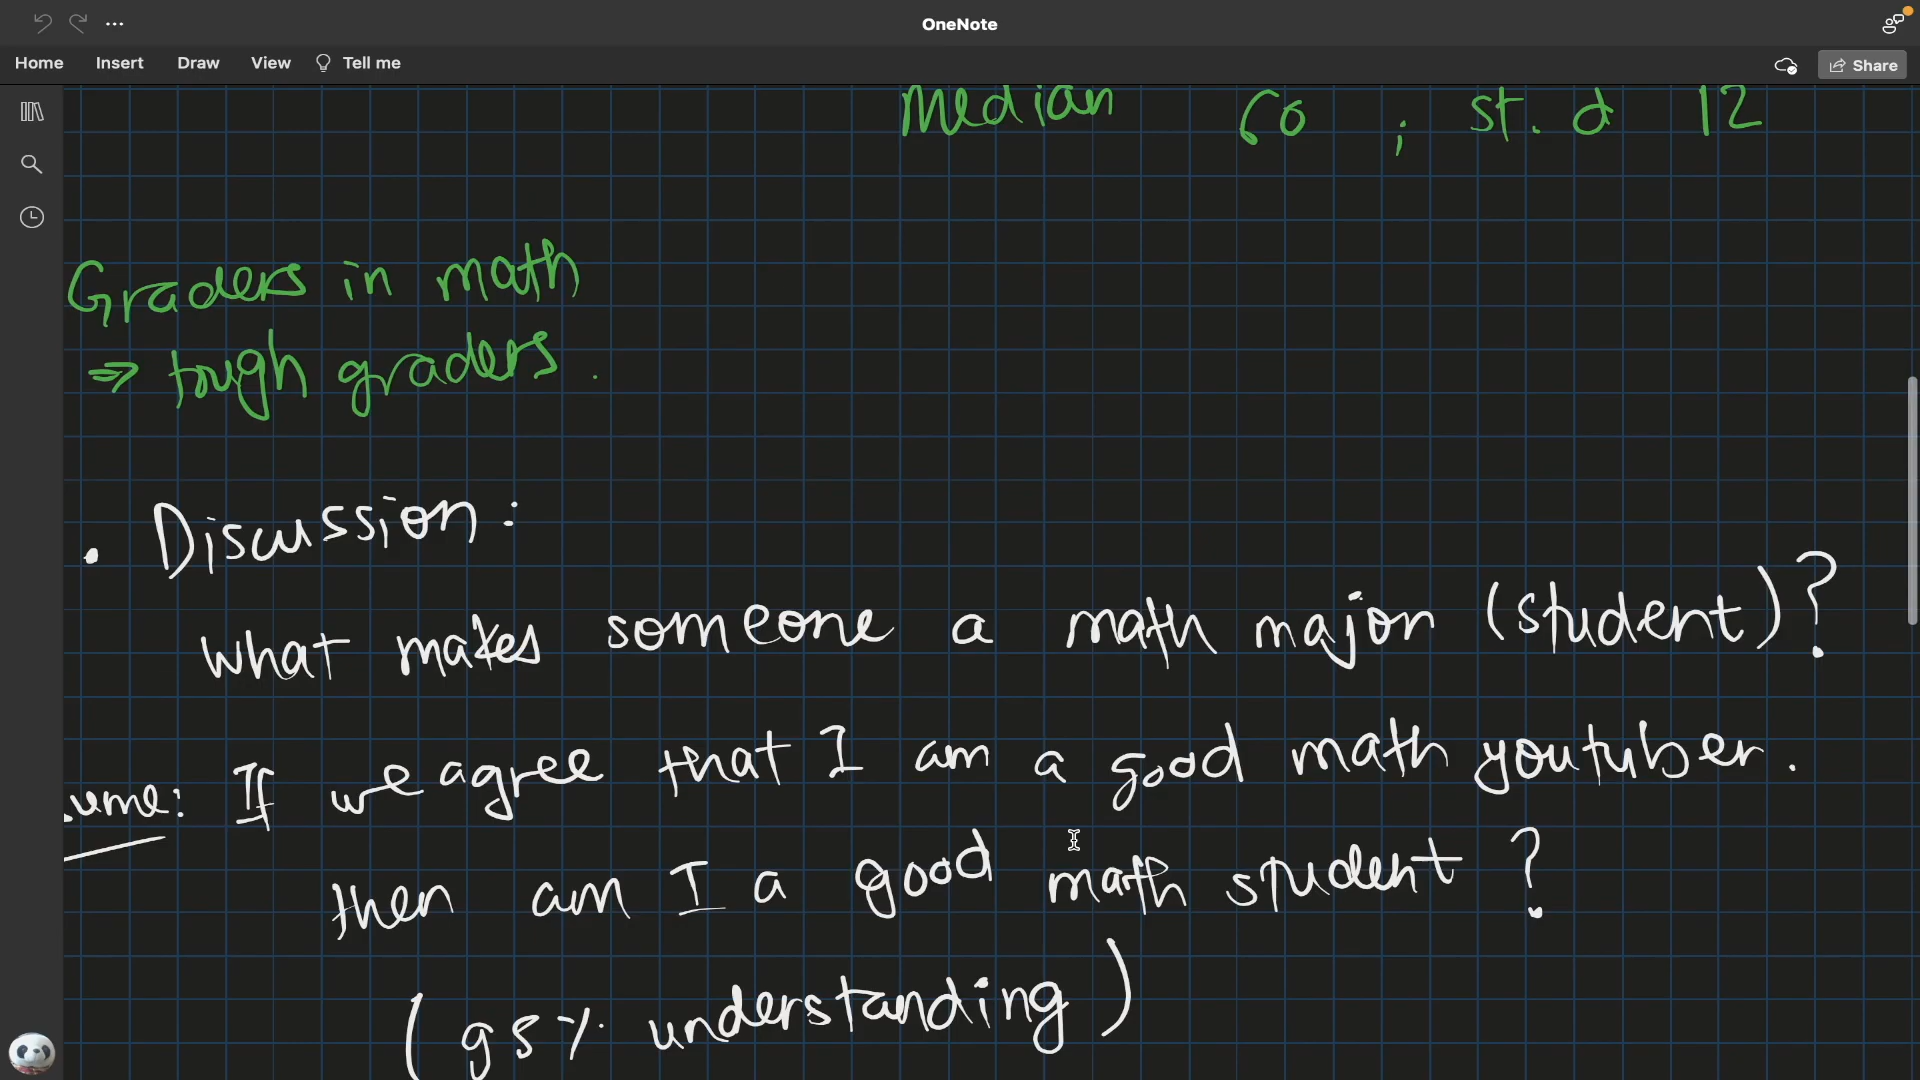 OneNote
Home Insert Draw View Tell me Share
Median 60 ; st. d 12
Graders in math
⇒ tough graders.
• Discussion:
what makes someone a math major (student)?
ume: If we agree that I am a good math youtuber.
then am I a good math student ?
(95% understanding)